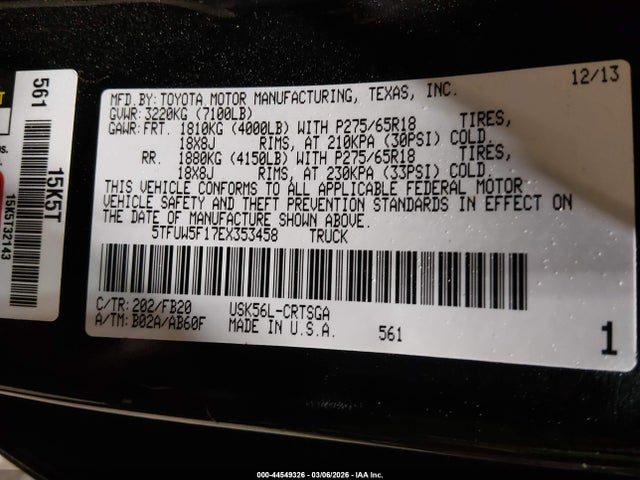 12/13
MFD.BY: TOYOTA MOTOR MANUFACTURING, TEXAS, INC.
GVWR: 3220KG (7100LB)
GAWR: FRT. 1810KG (4000LB) WITH P275/65R18 TIRES,
18X8J RIMS, AT 210KPA (30PSI) COLD.
RR. 1880KG (4150LB) WITH P275/65R18 TIRES,
18X8J RIMS, AT 230KPA (33PSI) COLD.
THIS VEHICLE CONFORMS TO ALL APPLICABLE FEDERAL MOTOR
VEHICLE SAFETY AND THEFT PREVENTION STANDARDS IN EFFECT ON
THE DATE OF MANUFACTURE SHOWN ABOVE.
5TFUW5F17EX353458 TRUCK
C/TR: 202/FB20 USK56L-CRTSGA
A/TM: B02A/AB60F MADE IN U.S.A. 561
1
561
15K5T
15K5T32143
000-44549326 - 03/06/2026 - IAA Inc.